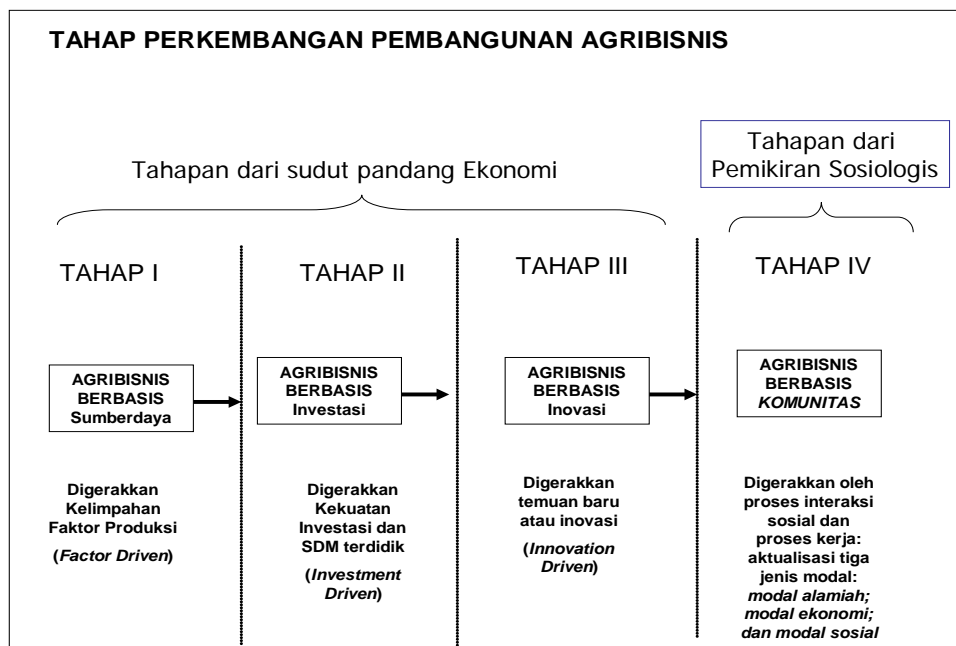 TAHAP PERKEMBANGAN PEMBANGUNAN AGRIBISNIS
Tahapan dari sudut pandang Ekonomi
Tahapan dari
Pemikiran Sosiologis
TAHAP I
TAHAP II
TAHAP III
TAHAP IV
AGRIBISNIS
BERBASIS
Sumberdaya
AGRIBISNIS
BERBASIS
Investasi
AGRIBISNIS
BERBASIS
Inovasi
AGRIBISNIS
BERBASIS
KOMUNITAS
Digerakkan
Kelimpahan
Faktor Produksi
(Factor Driven)
Digerakkan
Kekuatan
Investasi dan
SDM terdidik
(Investment
Driven)
Digerakkan
temuan baru
atau inovasi
(Innovation
Driven)
Digerakkan oleh
proses interaksi
sosial dan
proses kerja:
aktualisasi tiga
jenis modal:
modal alamiah;
modal ekonomi;
dan modal sosial